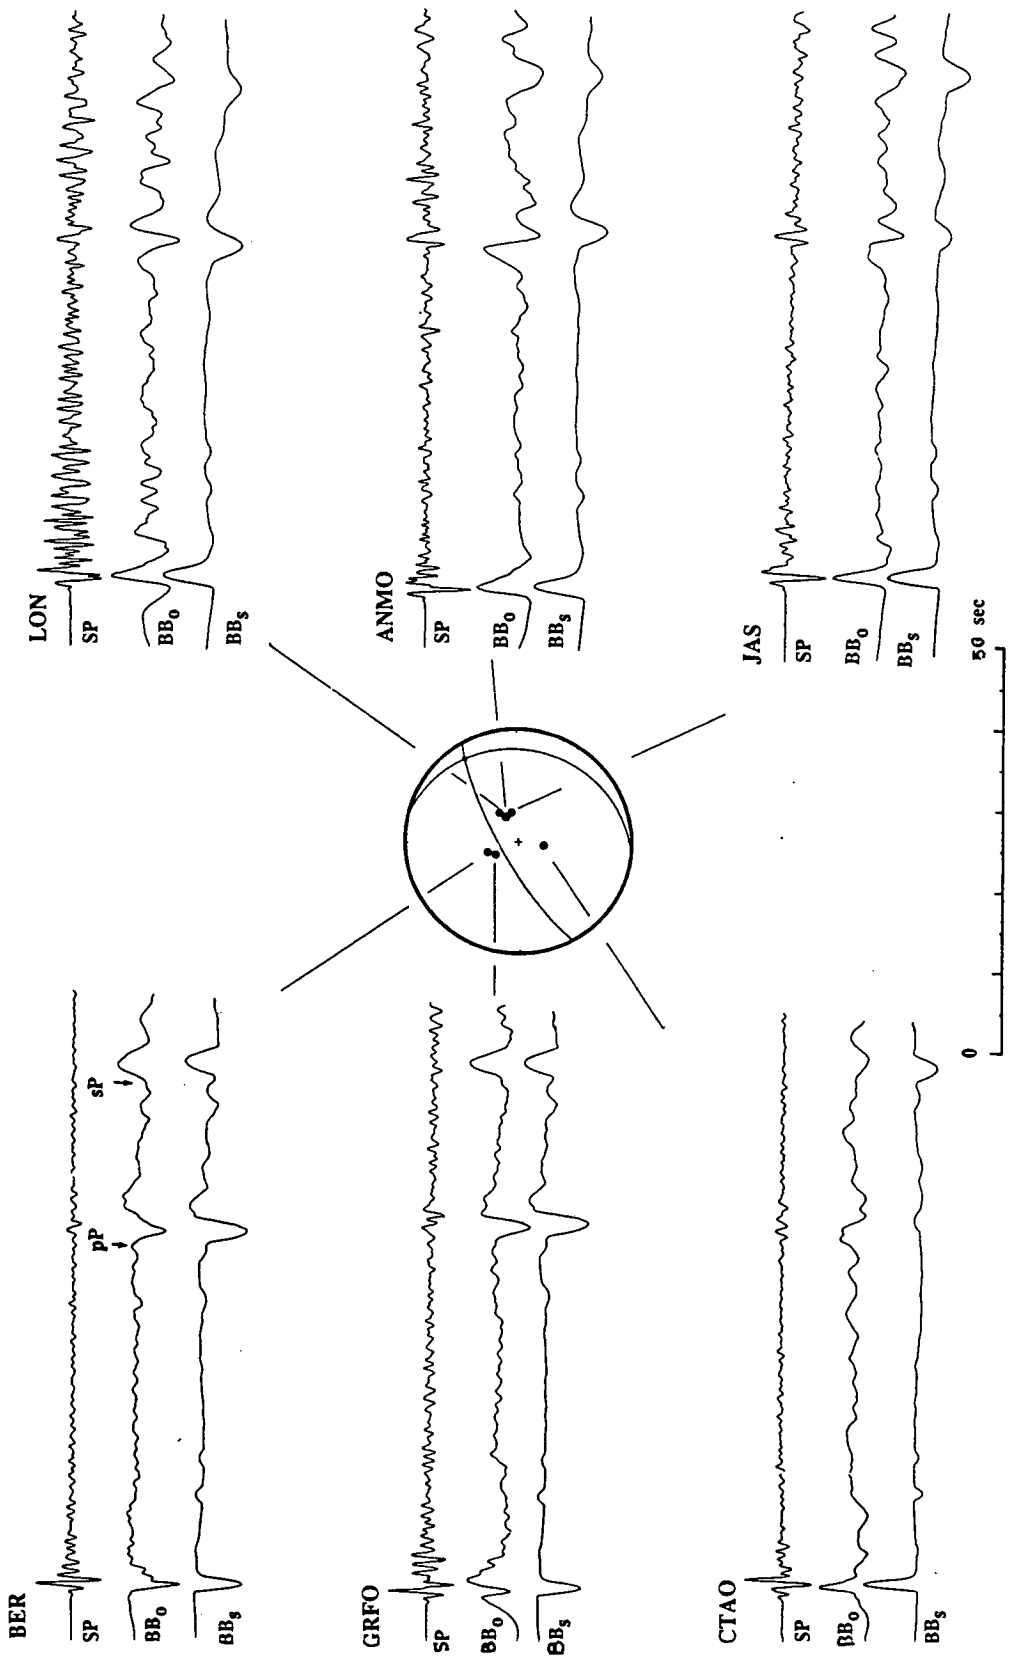 BER
SP
BB₀
BBₛ
pP
sP
LON
SP
BB₀
BBₛ
GRFO
SP
BB₀
BBₛ
ANMO
SP
BB₀
BBₛ
CTAO
SP
BB₀
BBₛ
JAS
SP
BB₀
BBₛ
0
50 sec